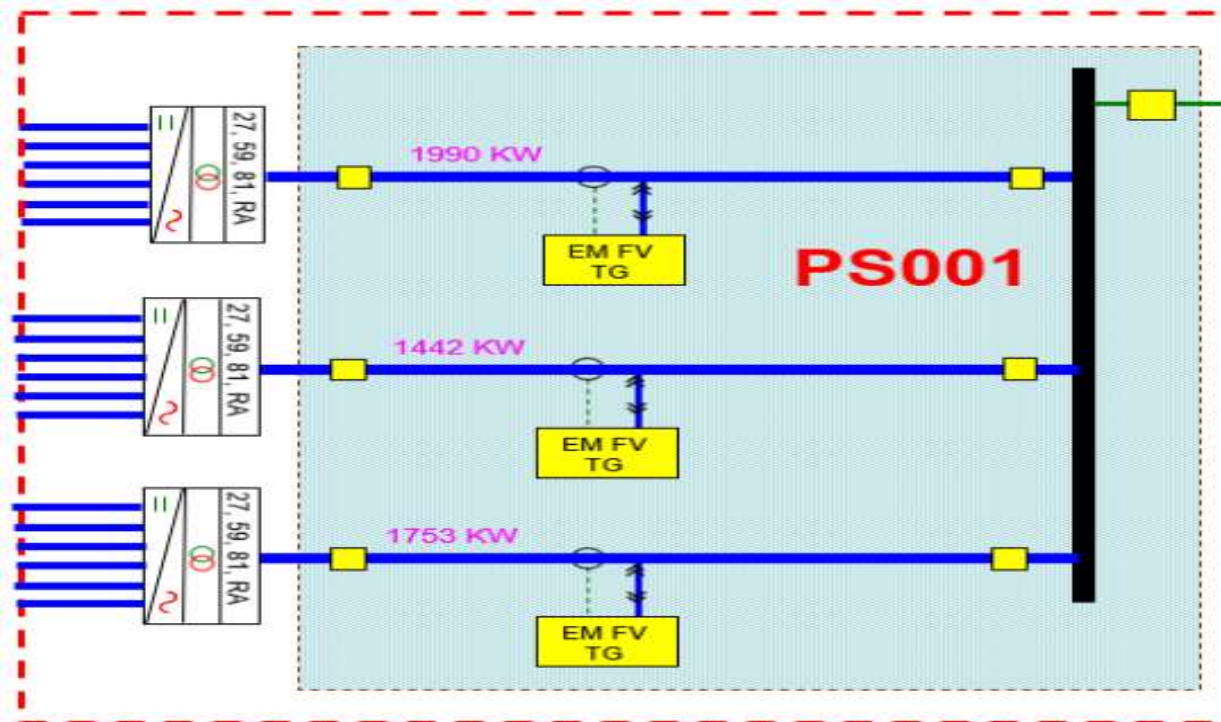 27, 59, 81, RA
1990 KW
EM FV
TG
PS001
27, 59, 81, RA
1442 KW
EM FV
TG
27, 59, 81, RA
1753 KW
EM FV
TG